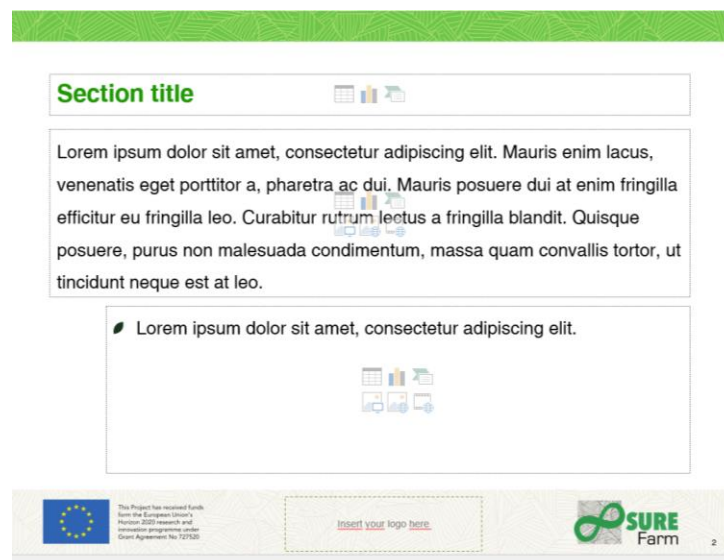 Section title
Lorem ipsum dolor sit amet, consectetur adipiscing elit. Mauris enim lacus,
venenatis eget porttitor a, pharetra ac dui. Mauris posuere dui at enim fringilla
efficitur eu fringilla leo. Curabitur rutrum lectus a fringilla blandit. Quisque
posuere, purus non malesuada condimentum, massa quam convallis tortor, ut
tincidunt neque est at leo.
Lorem ipsum dolor sit amet, consectetur adipiscing elit.
This Project has received funds
form the European Union's
Horizon 2020 research and
innovation programme under
Grant Agreement No 727520
Insert your logo here
SURE
Farm
2